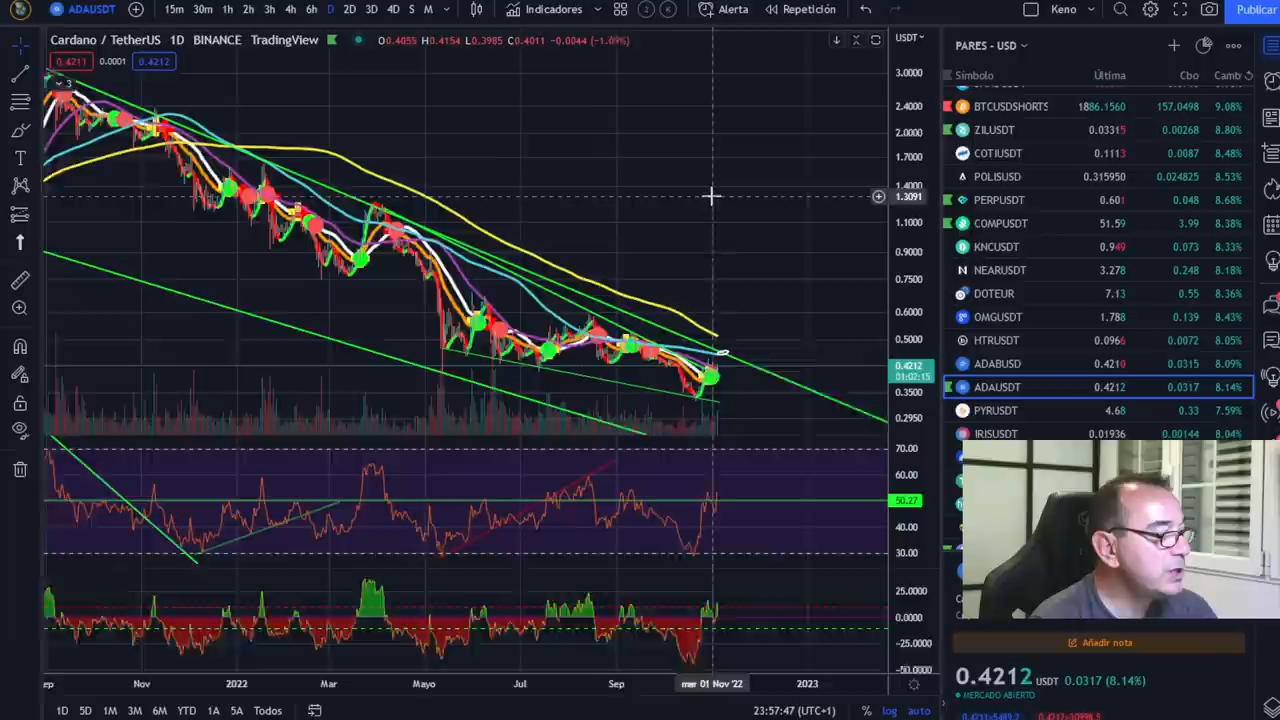 ADAUSDT
15m 30m 1h 2h 3h 4h 6h D 2D 3D 4D S M
Indicadores
Alerta
Repetición
Keno
Publicar
Cardano / TetherUS 1D BINANCE TradingView
O0.4055 H0.4154 L0.3985 C0.4011 -0.0044 (-1.09%)
0.4211 0.0001 0.4212
3
USDT
3.0000
2.4000
2.0000
1.7000
1.4000
1.3091
1.1000
0.9000
0.7500
0.6000
0.5000
0.4212
01:02:15
0.3500
0.2950
70.00
60.00
50.27
40.00
30.00
25.0000
0.0000
-25.0000
-50.0000
Nov 2022 Mar Mayo Jul Sep mar 01 Nov '22 2023
1D 5D 1M 3M 6M YTD 1A 5A Todos
23:57:47 (UTC+1) % log auto
PARES - USD
Símbolo Última Cbo Camb
BTCUSDSHORTS 1886.1560 157.0498 9.08%
ZILUSDT 0.03315 0.00268 8.80%
COTIUSDT 0.1113 0.0087 8.48%
POLISUSD 0.315950 0.024825 8.53%
PERPUSDT 0.601 0.048 8.68%
COMPUSDT 51.59 3.99 8.38%
KNCUSDT 0.949 0.073 8.33%
NEARUSDT 3.278 0.248 8.18%
DOTEUR 7.13 0.55 8.36%
OMGUSDT 1.788 0.139 8.43%
HTRUSDT 0.0966 0.0072 8.05%
ADABUSD 0.4210 0.0315 8.09%
ADAUSDT 0.4212 0.0317 8.14%
PYRUSDT 4.68 0.33 7.59%
IRISUSDT 0.01936 0.00144 8.04%
Añadir nota
0.4212 USDT 0.0317 (8.14%)
MERCADO ABIERTO